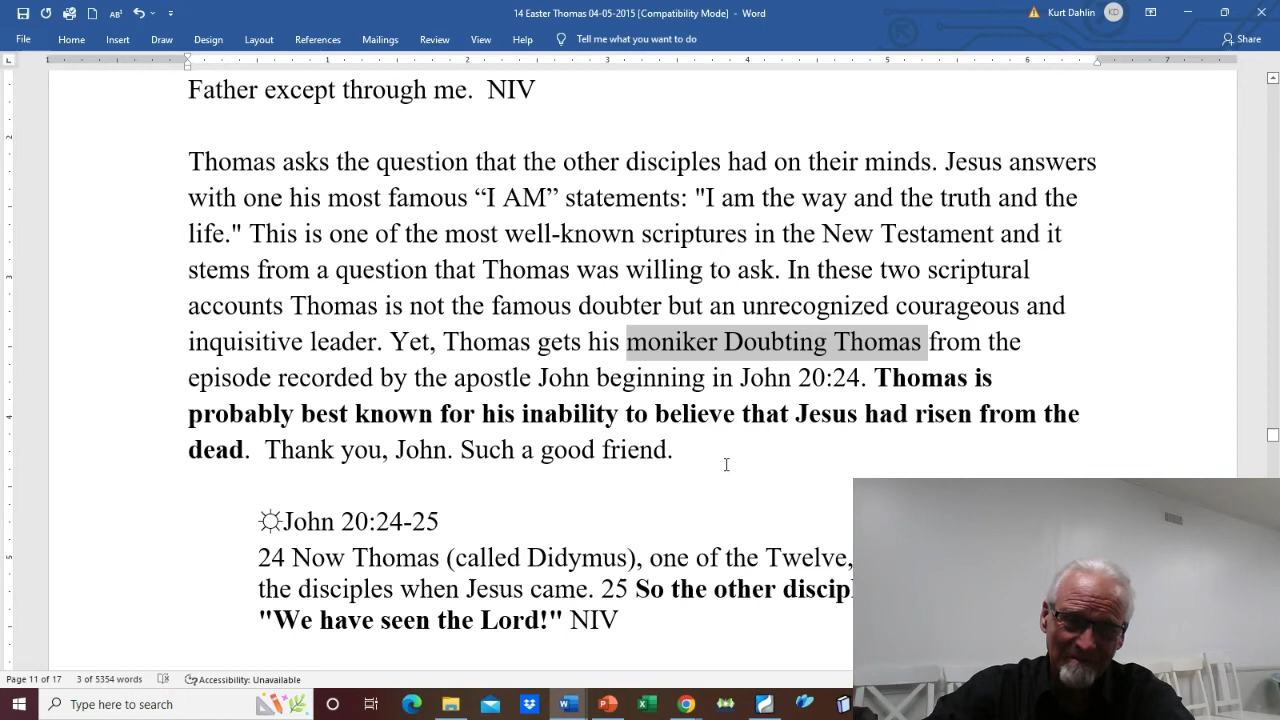 14 Easter Thomas 04-05-2015 [Compatibility Mode] - Word
Kurt Dahlin KD
File Home Insert Draw Design Layout References Mailings Review View Help Tell me what you want to do Share
1 1 2 3 4 5 6 7
Father except through me. NIV
Thomas asks the question that the other disciples had on their minds. Jesus answers
with one his most famous “I AM” statements: "I am the way and the truth and the
life." This is one of the most well-known scriptures in the New Testament and it
stems from a question that Thomas was willing to ask. In these two scriptural
accounts Thomas is not the famous doubter but an unrecognized courageous and
inquisitive leader. Yet, Thomas gets his moniker Doubting Thomas from the
episode recorded by the apostle John beginning in John 20:24. Thomas is
probably best known for his inability to believe that Jesus had risen from the
dead. Thank you, John. Such a good friend.
☼John 20:24-25
24 Now Thomas (called Didymus), one of the Twelve,
the disciples when Jesus came. 25 So the other discipl
"We have seen the Lord!" NIV
Page 11 of 17 3 of 5354 words Accessibility: Unavailable
Type here to search